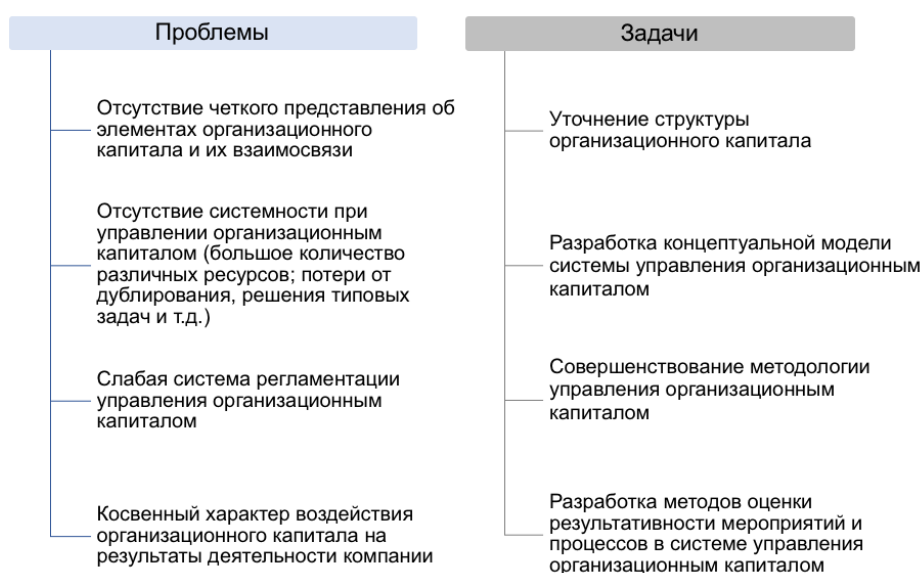 Проблемы
Отсутствие четкого представления об
элементах организационного
капитала и их взаимосвязи
Отсутствие системности при
управлении организационным
капиталом (большое количество
различных ресурсов; потери от
дублирования, решения типовых
задач и т.д.)
Слабая система регламентации
управления организационным
капиталом
Косвенный характер воздействия
организационного капитала на
результаты деятельности компании
Задачи
Уточнение структуры
организационного капитала
Разработка концептуальной модели
системы управления организационным
капиталом
Совершенствование методологии
управления организационным
капиталом
Разработка методов оценки
результативности мероприятий и
процессов в системе управления
организационным капиталом